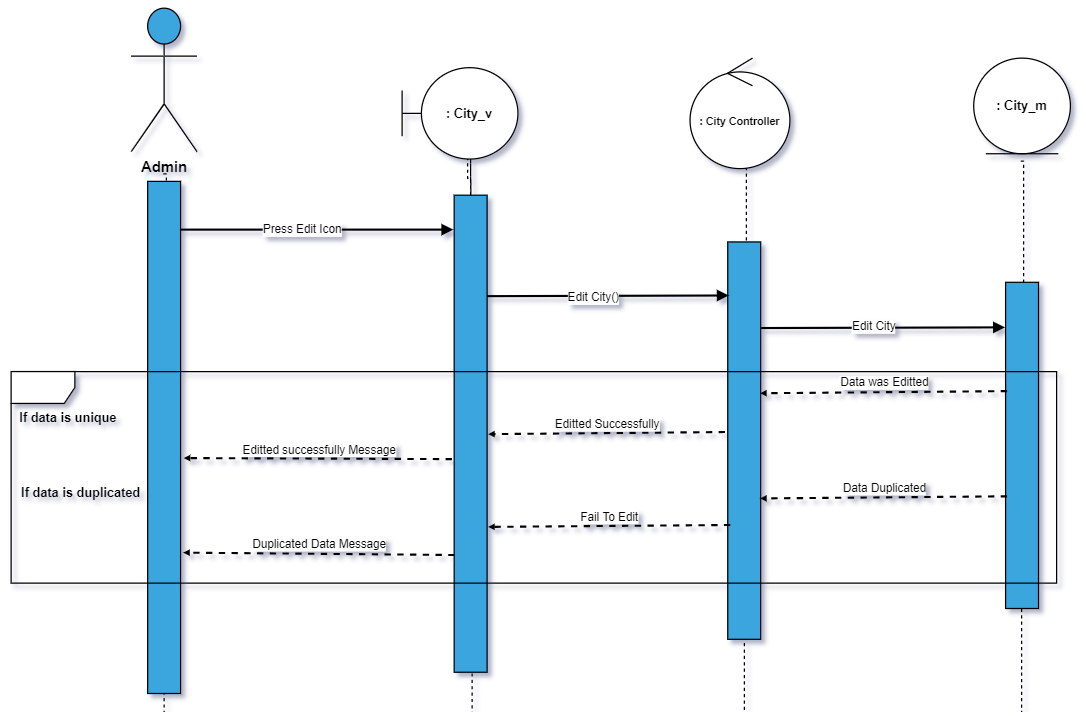 : City_v
: City Controller
: City_m
Admin
Press Edit Icon
Edit City()
Edit City
Data was Editted
If data is unique
Editted Successfully
Editted successfully Message
If data is duplicated
Data Duplicated
Fail To Edit
Duplicated Data Message